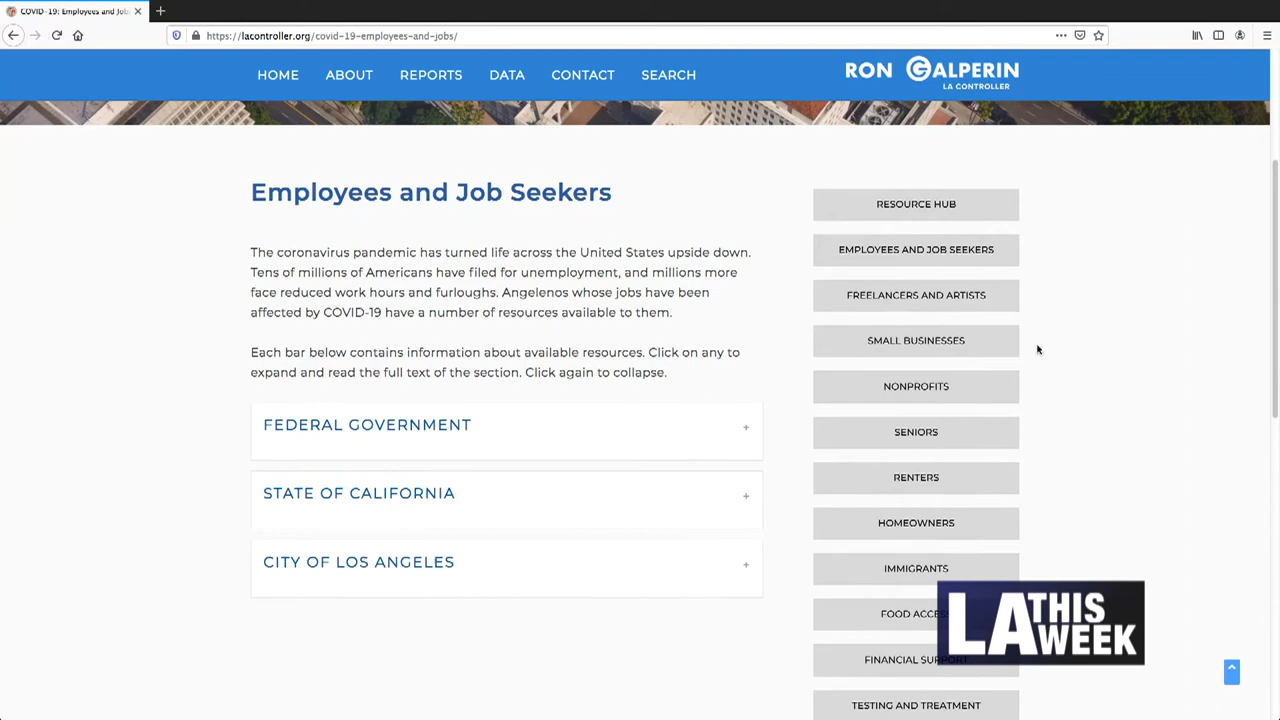 COVID-19: Employees and Job
https://lacontroller.org/covid-19-employees-and-jobs/
HOME ABOUT REPORTS DATA CONTACT SEARCH
RON GALPERIN
LA CONTROLLER
Employees and Job Seekers
The coronavirus pandemic has turned life across the United States upside down.
Tens of millions of Americans have filed for unemployment, and millions more
face reduced work hours and furloughs. Angelenos whose jobs have been
affected by COVID-19 have a number of resources available to them.
Each bar below contains information about available resources. Click on any to
expand and read the full text of the section. Click again to collapse.
FEDERAL GOVERNMENT +
STATE OF CALIFORNIA +
CITY OF LOS ANGELES +
RESOURCE HUB
EMPLOYEES AND JOB SEEKERS
FREELANCERS AND ARTISTS
SMALL BUSINESSES
NONPROFITS
SENIORS
RENTERS
HOMEOWNERS
IMMIGRANTS
FOOD ACCES
FINANCIAL SUPPORT
TESTING AND TREATMENT
LA THIS
WEEK